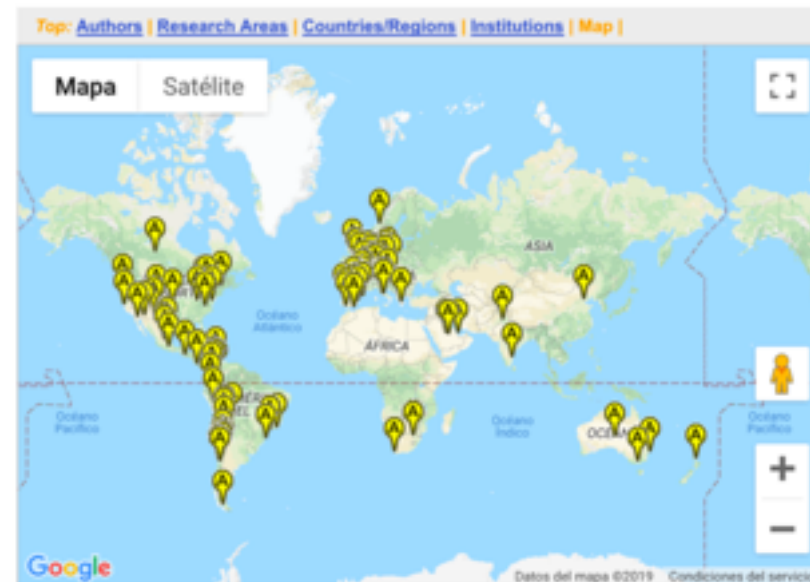 Top: Authors | Research Areas | Countries/Regions | Institutions | Map |
Mapa Satélite
ASIA
Océano
Atlántico
ÁFRICA
Océano
Pacífico
Océano
Índico
Océano
Pacífico
Google
Datos del mapa ©2019 Condiciones del servicio